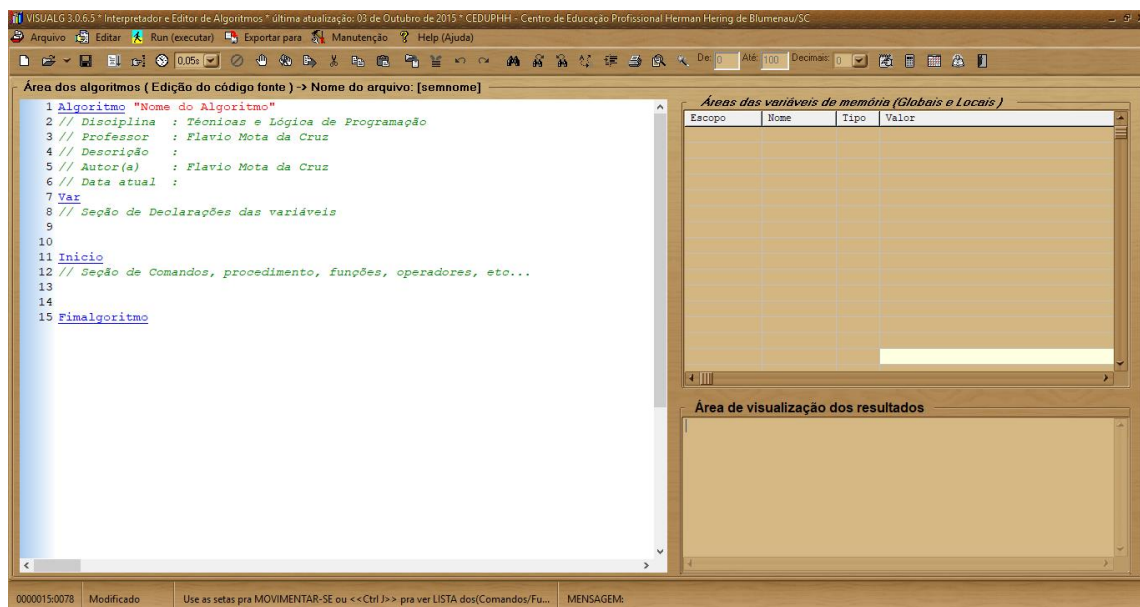 VISUALG 3.0.6.5 * Interpretador e Editor de Algoritmos * última atualização: 03 de Outubro de 2015 * CEDUPHH - Centro de Educação Profissional Herman Hering de Blumenau/SC
Arquivo Editar Run (executar) Exportar para Manutenção Help (Ajuda)
0,05s De: 0 Até: 100 Decimais: 0
Área dos algoritmos ( Edição do código fonte ) -> Nome do arquivo: [semnome]
1 Algoritmo "Nome do Algoritmo"
2 // Disciplina : Técnicas e Lógica de Programação
3 // Professor : Flavio Mota da Cruz
4 // Descrição :
5 // Autor(a) : Flavio Mota da Cruz
6 // Data atual :
7 Var
8 // Seção de Declarações das variáveis
9
10
11 Inicio
12 // Seção de Comandos, procedimento, funções, operadores, etc...
13
14
15 Fimalgoritmo
Áreas das variáveis de memória (Globais e Locais )
Escopo Nome Tipo Valor
Área de visualização dos resultados
0000015:0078 Modificado Use as setas pra MOVIMENTAR-SE ou <<Ctrl J>> pra ver LISTA dos(Comandos/Fu... MENSAGEM: